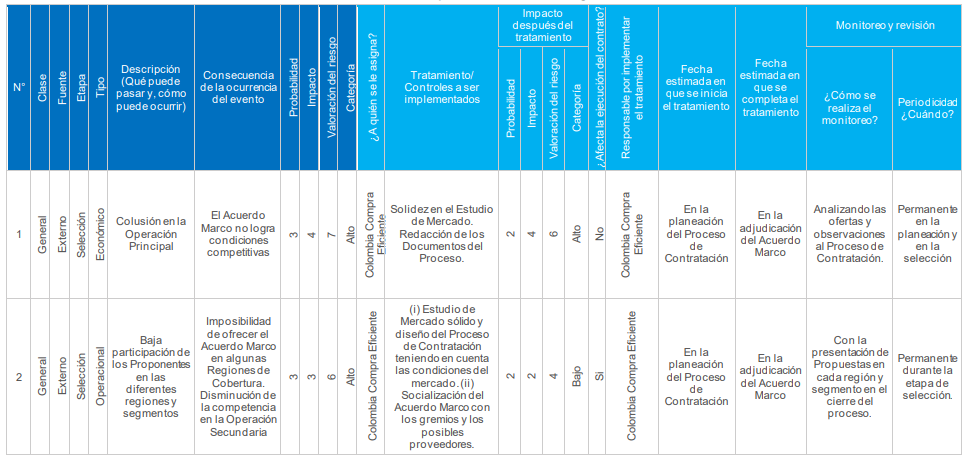 N°
Clase
Fuente
Etapa
Tipo
Descripción
(Qué puede
pasar y, cómo
puede ocurrir)
Consecuencia
de la ocurrencia
del evento
Probabilidad
Impacto
Valoración del riesgo
Categoría
¿A quién se le asigna?
Tratamiento/
Controles a ser
implementados
Impacto
después del
tratamiento
Probabilidad
Impacto
Valoración del riesgo
Categoría
¿Afecta la ejecución del contrato?
Responsable por implementar
el tratamiento
Fecha
estimada en
que se inicia
el tratamiento
Fecha
estimada en
que se
completa el
tratamiento
Monitoreo y revisión
¿Cómo se
realiza el
monitoreo?
Periodicidad
¿Cuándo?
1
General
Externo
Selección
Económico
Colusión en la
Operación
Principal
El Acuerdo
Marco no logra
condiciones
competitivas
3
4
7
Alto
Colombia Compra
Eficiente
Solidez en el Estudio
de Mercado.
Redacción de los
Documentos del
Proceso.
2
4
6
Alto
No
Colombia Compra
Eficiente
En la
planeación
del Proceso
de
Contratación
En la
adjudicación
del Acuerdo
Marco
Analizando las
ofertas y
observaciones
al Proceso de
Contratación.
Permanente
en la
planeación y
en la
selección
2
General
Externo
Selección
Operacional
Baja
participación de
los Proponentes
en las
diferentes
regiones y
segmentos
Imposibilidad
de ofrecer el
Acuerdo Marco
en algunas
Regiones de
Cobertura.
Disminución de
la competencia
en la Operación
Secundaria
3
3
6
Alto
Colombia Compra Eficiente
(i) Estudio de
Mercado sólido y
diseño del Proceso
de Contratación
teniendo en cuenta
las condiciones del
mercado. (ii)
Socialización del
Acuerdo Marco con
los gremios y los
posibles
proveedores.
2
2
4
Bajo
Si
Colombia Compra Eficiente
En la
planeación
del Proceso
de
Contratación
En la
adjudicación
del Acuerdo
Marco
Con la
presentación de
Propuestas en
cada región y
segmento en el
cierre del
proceso.
Permanente
durante la
etapa de
selección.